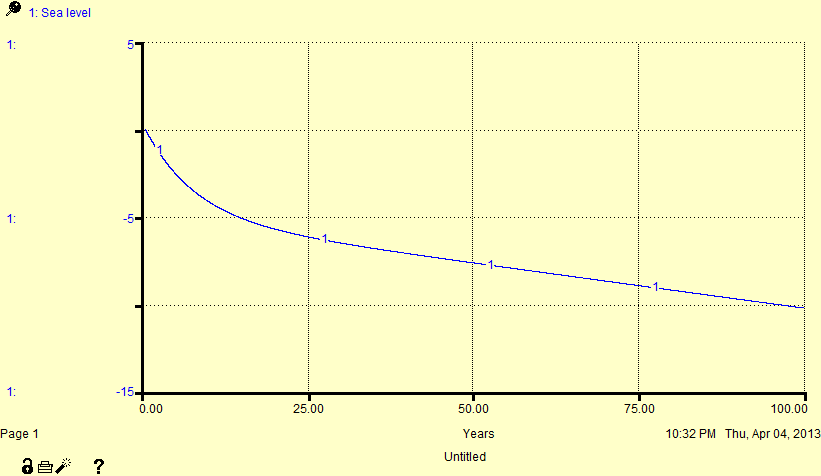 1: Sea level
1: 5
1
1: -5
1
1
1
1: -15
0.00 25.00 50.00 75.00 100.00
Page 1 Years 10:32 PM Thu, Apr 04, 2013
Untitled
?